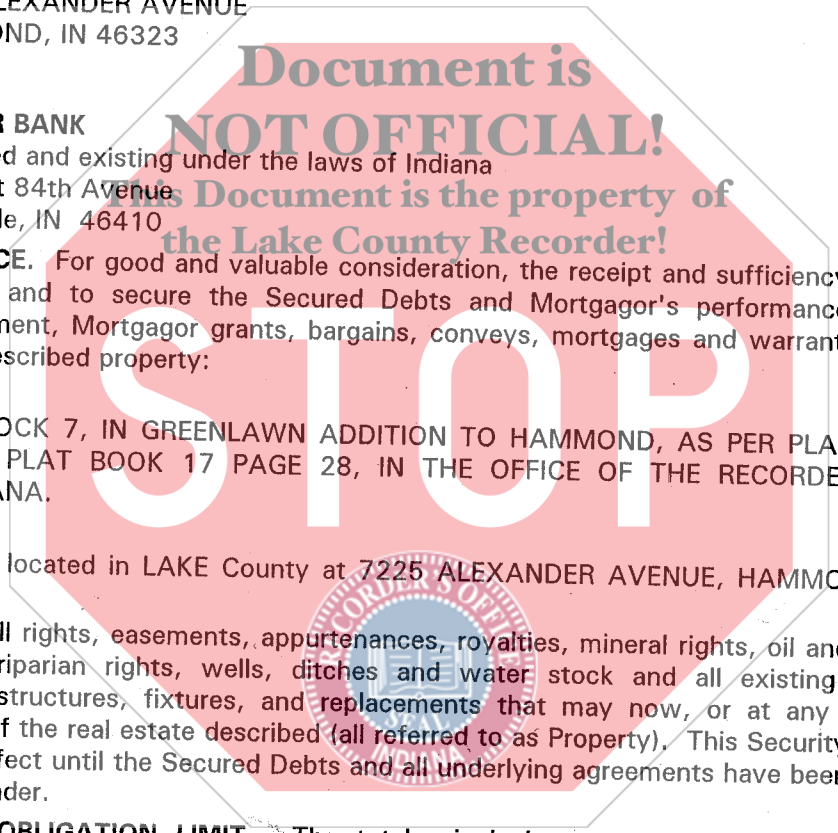 LEXANDER AVENUE
OND, IN 46323
Document is
NOT OFFICIAL!
R BANK
ed and existing under the laws of Indiana
t 84th Avenue
This Document is the property of
le, IN 46410
the Lake County Recorder!
CE. For good and valuable consideration, the receipt and sufficiency
and to secure the Secured Debts and Mortgagor's performance
ment, Mortgagor grants, bargains, conveys, mortgages and warrant
escribed property:
STOP
OCK 7, IN GREENLAWN ADDITION TO HAMMOND, AS PER PLA
PLAT BOOK 17 PAGE 28, IN THE OFFICE OF THE RECORDE
ANA.
located in LAKE County at 7225 ALEXANDER AVENUE, HAMMO
RECORDER'S OFFICE
ll rights, easements, appurtenances, royalties, mineral rights, oil and
riparian rights, wells, ditches and water stock and all existing
structures, fixtures, and replacements that may now, or at any
SEAL
f the real estate described (all referred to as Property). This Security
INDIANA
fect until the Secured Debts and all underlying agreements have been
nder.
OBLIGATION LIMIT.